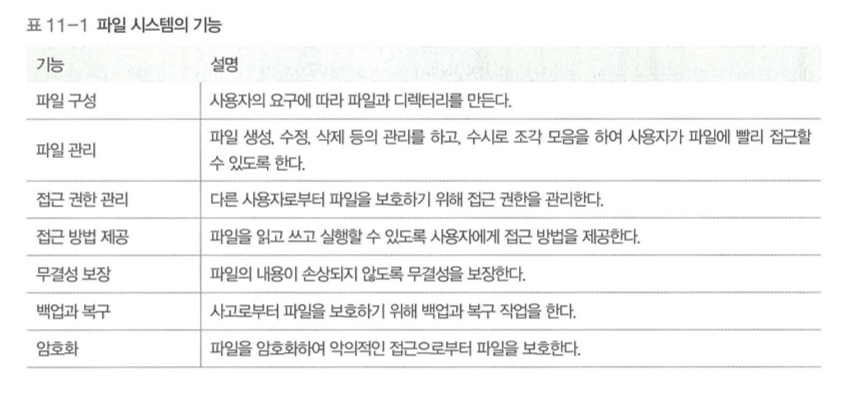 표 11-1 파일 시스템의 기능
기능 설명
파일 구성 사용자의 요구에 따라 파일과 디렉터리를 만든다.
파일 관리 파일 생성, 수정, 삭제 등의 관리를 하고, 수시로 조각 모음을 하여 사용자가 파일에 빨리 접근할
수 있도록 한다.
접근 권한 관리 다른 사용자로부터 파일을 보호하기 위해 접근 권한을 관리한다.
접근 방법 제공 파일을 읽고 쓰고 실행할 수 있도록 사용자에게 접근 방법을 제공한다.
무결성 보장 파일의 내용이 손상되지 않도록 무결성을 보장한다.
백업과 복구 사고로부터 파일을 보호하기 위해 백업과 복구 작업을 한다.
암호화 파일을 암호화하여 악의적인 접근으로부터 파일을 보호한다.